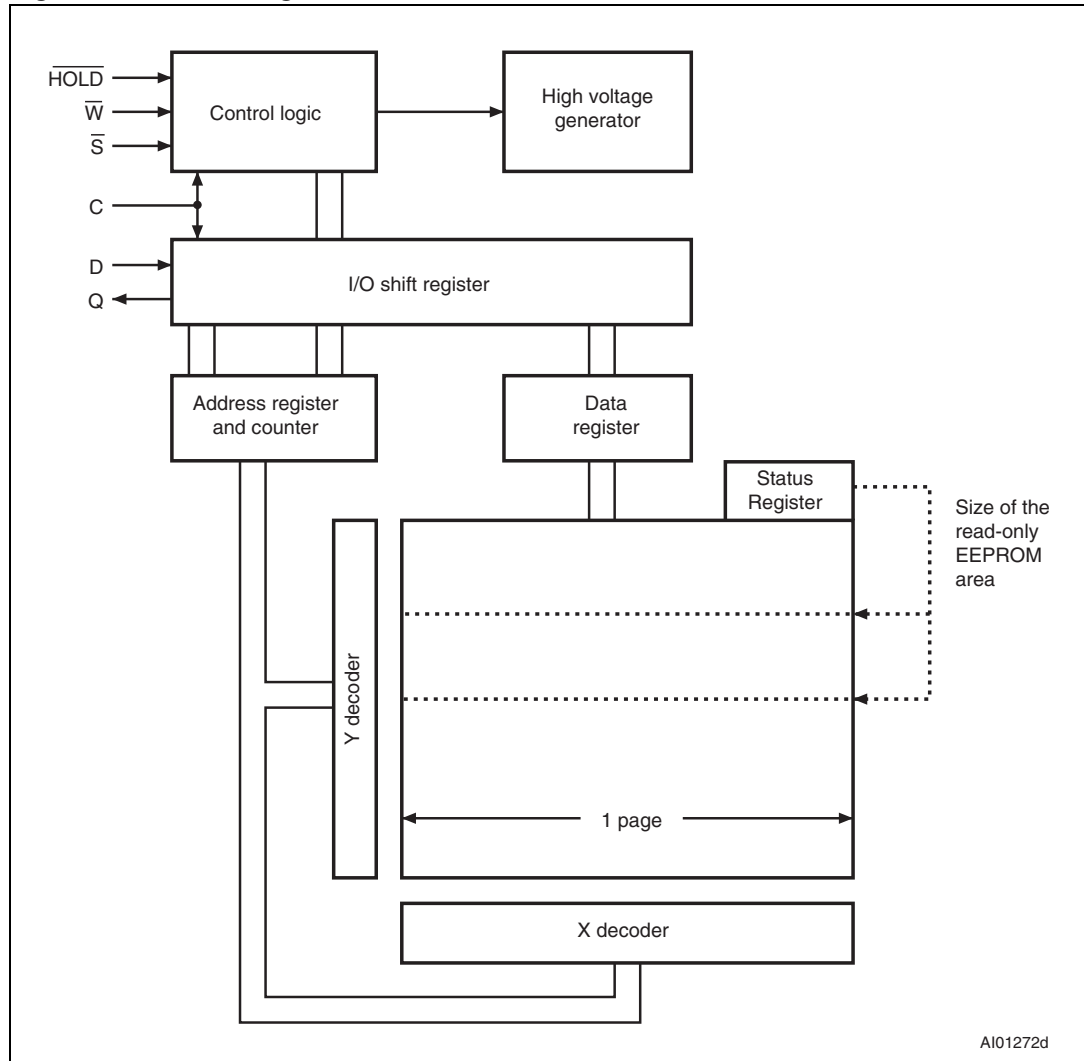 HOLD
W
S
C
D
Q
Control logic
High voltage
generator
I/O shift register
Address register
and counter
Data
register
Status
Register
Size of the
read-only
EEPROM
area
Y decoder
1 page
X decoder
AI01272d